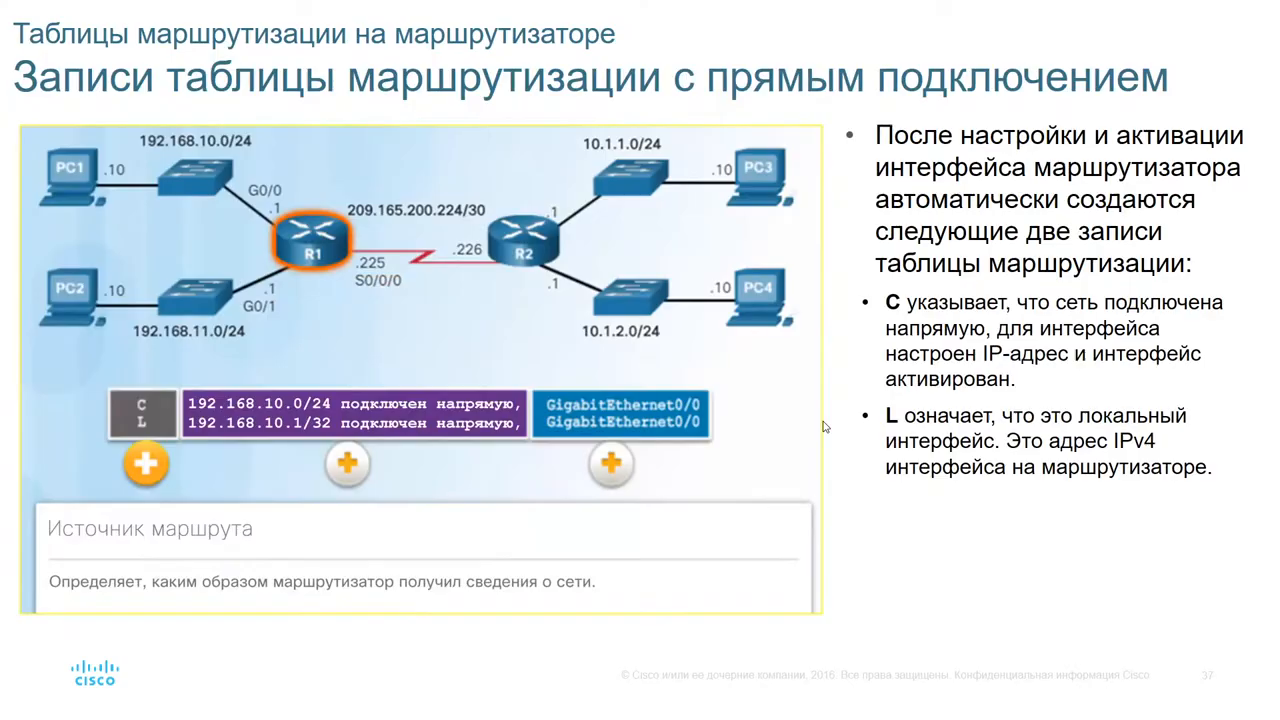 Таблицы маршрутизации на маршрутизаторе
Записи таблицы маршрутизации с прямым подключением
192.168.10.0/24
10.1.1.0/24
PC1
.10
.10
PC3
G0/0
.1
209.165.200.224/30
.1
R1
.226
R2
.225
S0/0/0
PC2
.10
.1
G0/1
.1
.10
PC4
192.168.11.0/24
10.1.2.0/24
C
192.168.10.0/24 подключен напрямую,
GigabitEthernet0/0
L
192.168.10.1/32 подключен напрямую,
GigabitEthernet0/0
Источник маршрута
Определяет, каким образом маршрутизатор получил сведения о сети.
• После настройки и активации
интерфейса маршрутизатора
автоматически создаются
следующие две записи
таблицы маршрутизации:
• C указывает, что сеть подключена
напрямую, для интерфейса
настроен IP-адрес и интерфейс
активирован.
• L означает, что это локальный
интерфейс. Это адрес IPv4
интерфейса на маршрутизаторе.
CISCO
© Cisco и/или ее дочерние компании, 2016. Все права защищены. Конфиденциальная информация Cisco
37